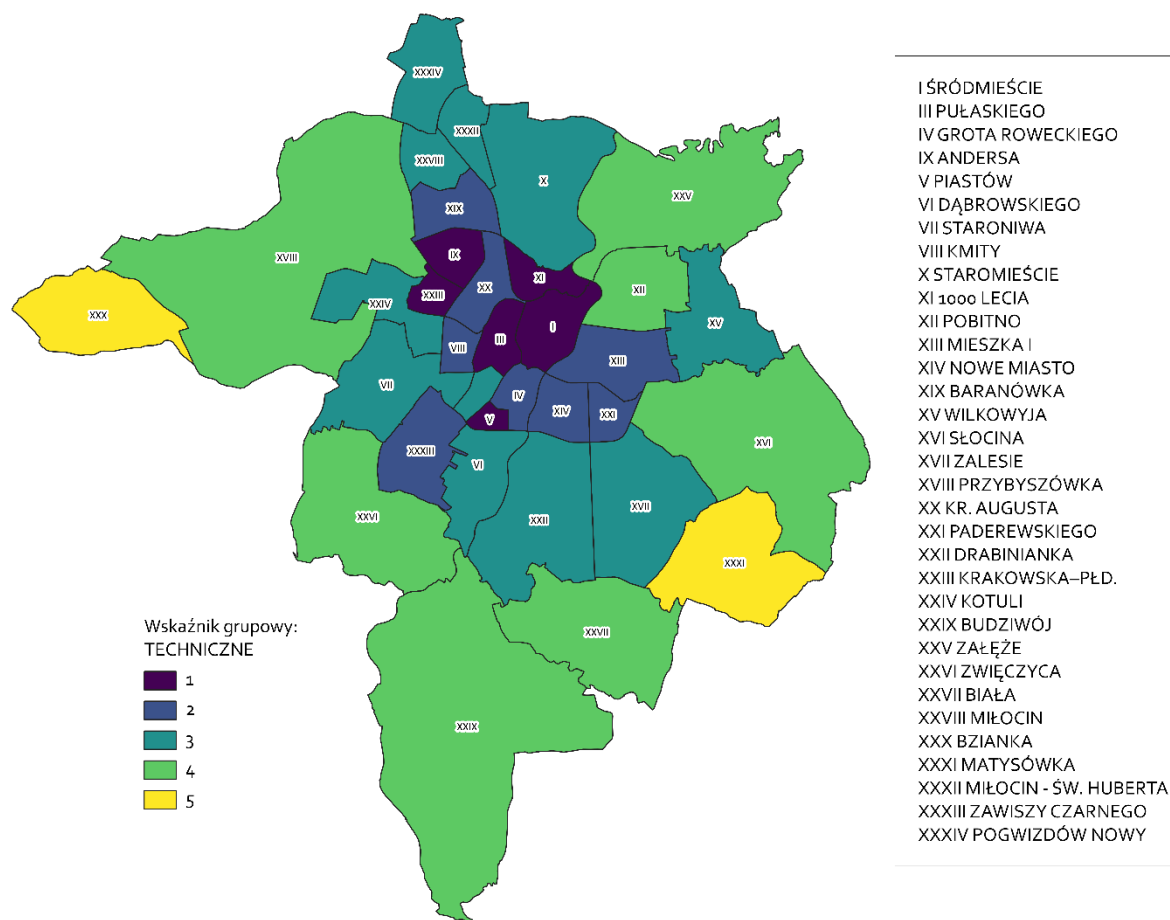 XXXIV
XXXII
XXVIII
X
XXV
XIX
IX
XVIII
XI
XX
XII
XXIII
XXIV
XXX
I
XV
III
VIII
XIII
VII
IV
XIV
XXI
V
XVI
XXXIII
VI
XXVI
XXII
XVII
XXXI
XXVII
XXIX
Wskaźnik grupowy:
TECHNICZNE
1
2
3
4
5
I ŚRÓDMIEŚCIE
III PUŁASKIEGO
IV GROTA ROWECKIEGO
IX ANDERSA
V PIASTÓW
VI DĄBROWSKIEGO
VII STARONIWA
VIII KMITY
X STAROMIEŚCIE
XI 1000 LECIA
XII POBITNO
XIII MIESZKA I
XIV NOWE MIASTO
XIX BARANÓWKA
XV WILKOWYJA
XVI SŁOCINA
XVII ZALESIE
XVIII PRZYBYSZÓWKA
XX KR. AUGUSTA
XXI PADEREWSKIEGO
XXII DRABINIANKA
XXIII KRAKOWSKA–PŁD.
XXIV KOTULI
XXIX BUDZIWÓJ
XXV ZAŁĘŻE
XXVI ZWIĘCZYCA
XXVII BIAŁA
XXVIII MIŁOCIN
XXX BZIANKA
XXXI MATYSÓWKA
XXXII MIŁOCIN - ŚW. HUBERTA
XXXIII ZAWISZY CZARNEGO
XXXIV POGWIZDÓW NOWY